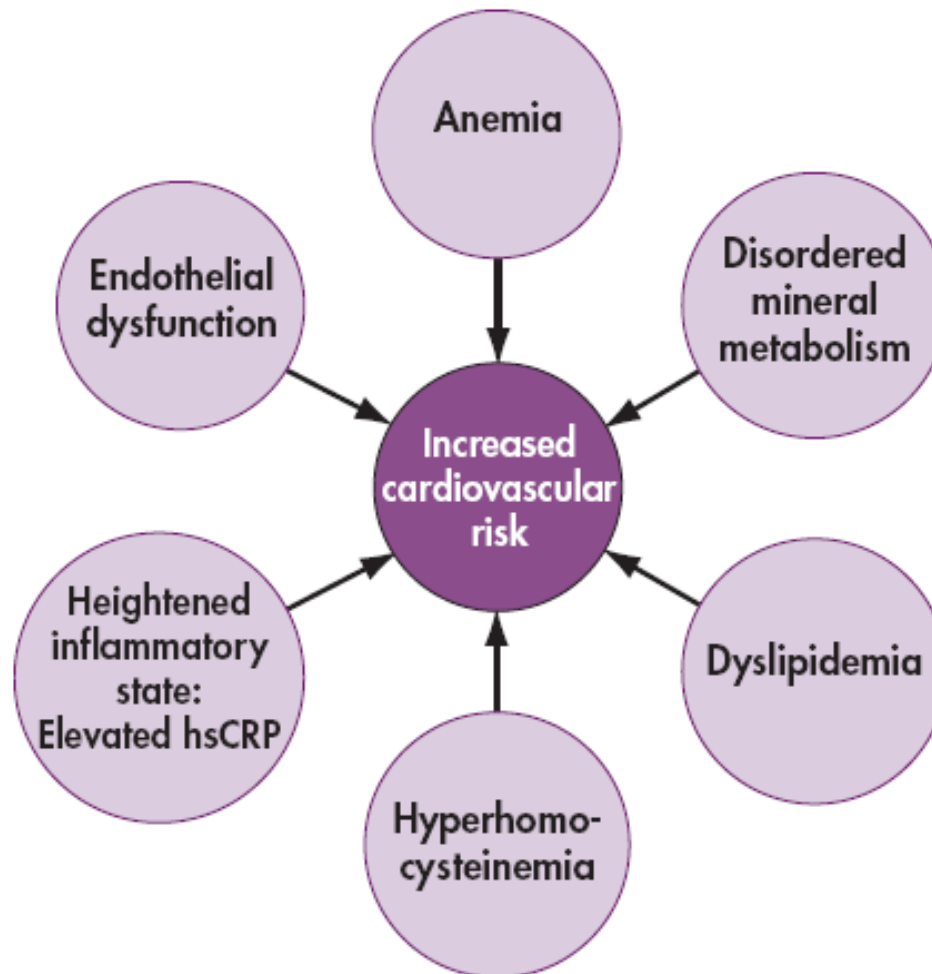 Anemia
Disordered
mineral
metabolism
Dyslipidemia
Hyperhomo-
cysteinemia
Heightened
inflammatory
state:
Elevated hsCRP
Endothelial
dysfunction
Increased
cardiovascular
risk